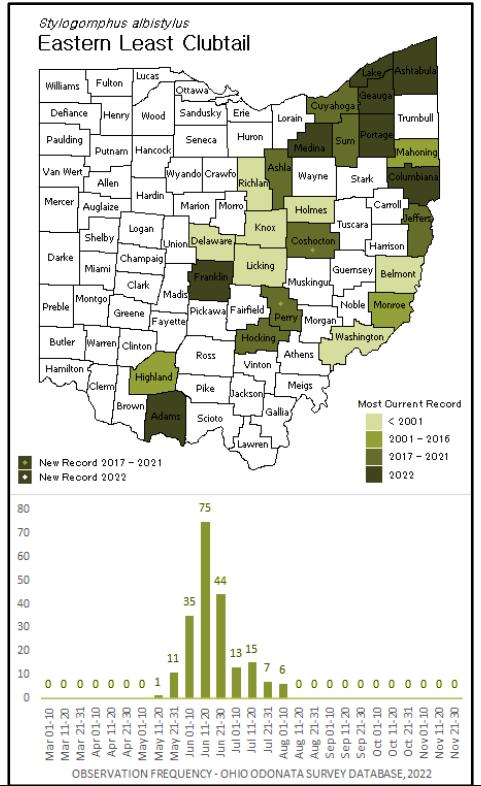 Stylogomphus albistylus
Eastern Least Clubtail
Williams
Fulton
Lucas
Ottawa
Lake
Ashtabula
Geauga
Cuyahoga
Defiance
Henry
Wood
Sandusky
Erie
Lorain
Trumbull
Paulding
Putnam
Hancock
Seneca
Huron
Medina
Sum
Portage
Mahoning
Van Wert
Allen
Wyando
Crawfo
Richlan
Ashla
Wayne
Stark
Columbiana
Mercer
Auglaize
Hardin
Marion
Morro
Holmes
Tuscara
Carroll
Jeffers
Shelby
Logan
Union
Delaware
Knox
Coshocton
Harrison
Darke
Miami
Champaig
Licking
Muskingu
Guernsey
Belmont
Clark
Madis
Franklin
Preble
Montgo
Greene
Fayette
Pickawa
Fairfield
Perry
Morgan
Noble
Monroe
Butler
Warren
Clinton
Ross
Hocking
Athens
Washington
Hamilton
Clerm
Highland
Vinton
Meigs
Brown
Adams
Pike
Scioto
Jackson
Gallia
Lawren
Most Current Record
< 2001
2001 - 2016
2017 - 2021
2022
New Record 2017 - 2021
New Record 2022
80
70
60
50
40
30
20
10
0
0 0 0 0 0 0 0 1 11 35 75 44 13 15 7 6 0 0 0 0 0 0 0 0 0 0 0
Mar 01-10
Mar 11-20
Mar 21-31
Apr 01-10
Apr 11-20
Apr 21-30
May 01-10
May 11-20
May 21-31
Jun 01-10
Jun 11-20
Jun 21-30
Jul 01-10
Jul 11-20
Jul 21-31
Aug 01-10
Aug 11-20
Aug 21-31
Sep 01-10
Sep 11-20
Sep 21-30
Oct 01-10
Oct 11-20
Oct 21-31
Nov 01-10
Nov 11-20
Nov 21-30
OBSERVATION FREQUENCY - OHIO ODONATA SURVEY DATABASE, 2022